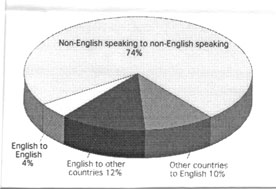 Non-English speaking to non-English speaking
74%
English to
English
4%
English to other
countries 12%
Other countries
to English 10%